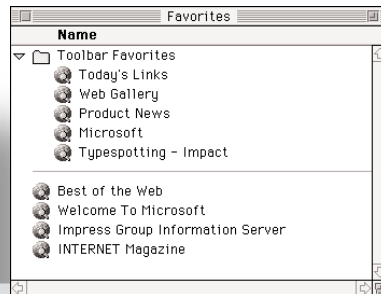 Favorites
Name
Toolbar Favorites
Today's Links
Web Gallery
Product News
Microsoft
Typespotting - Impact
Best of the Web
Welcome To Microsoft
Impress Group Information Server
INTERNET Magazine